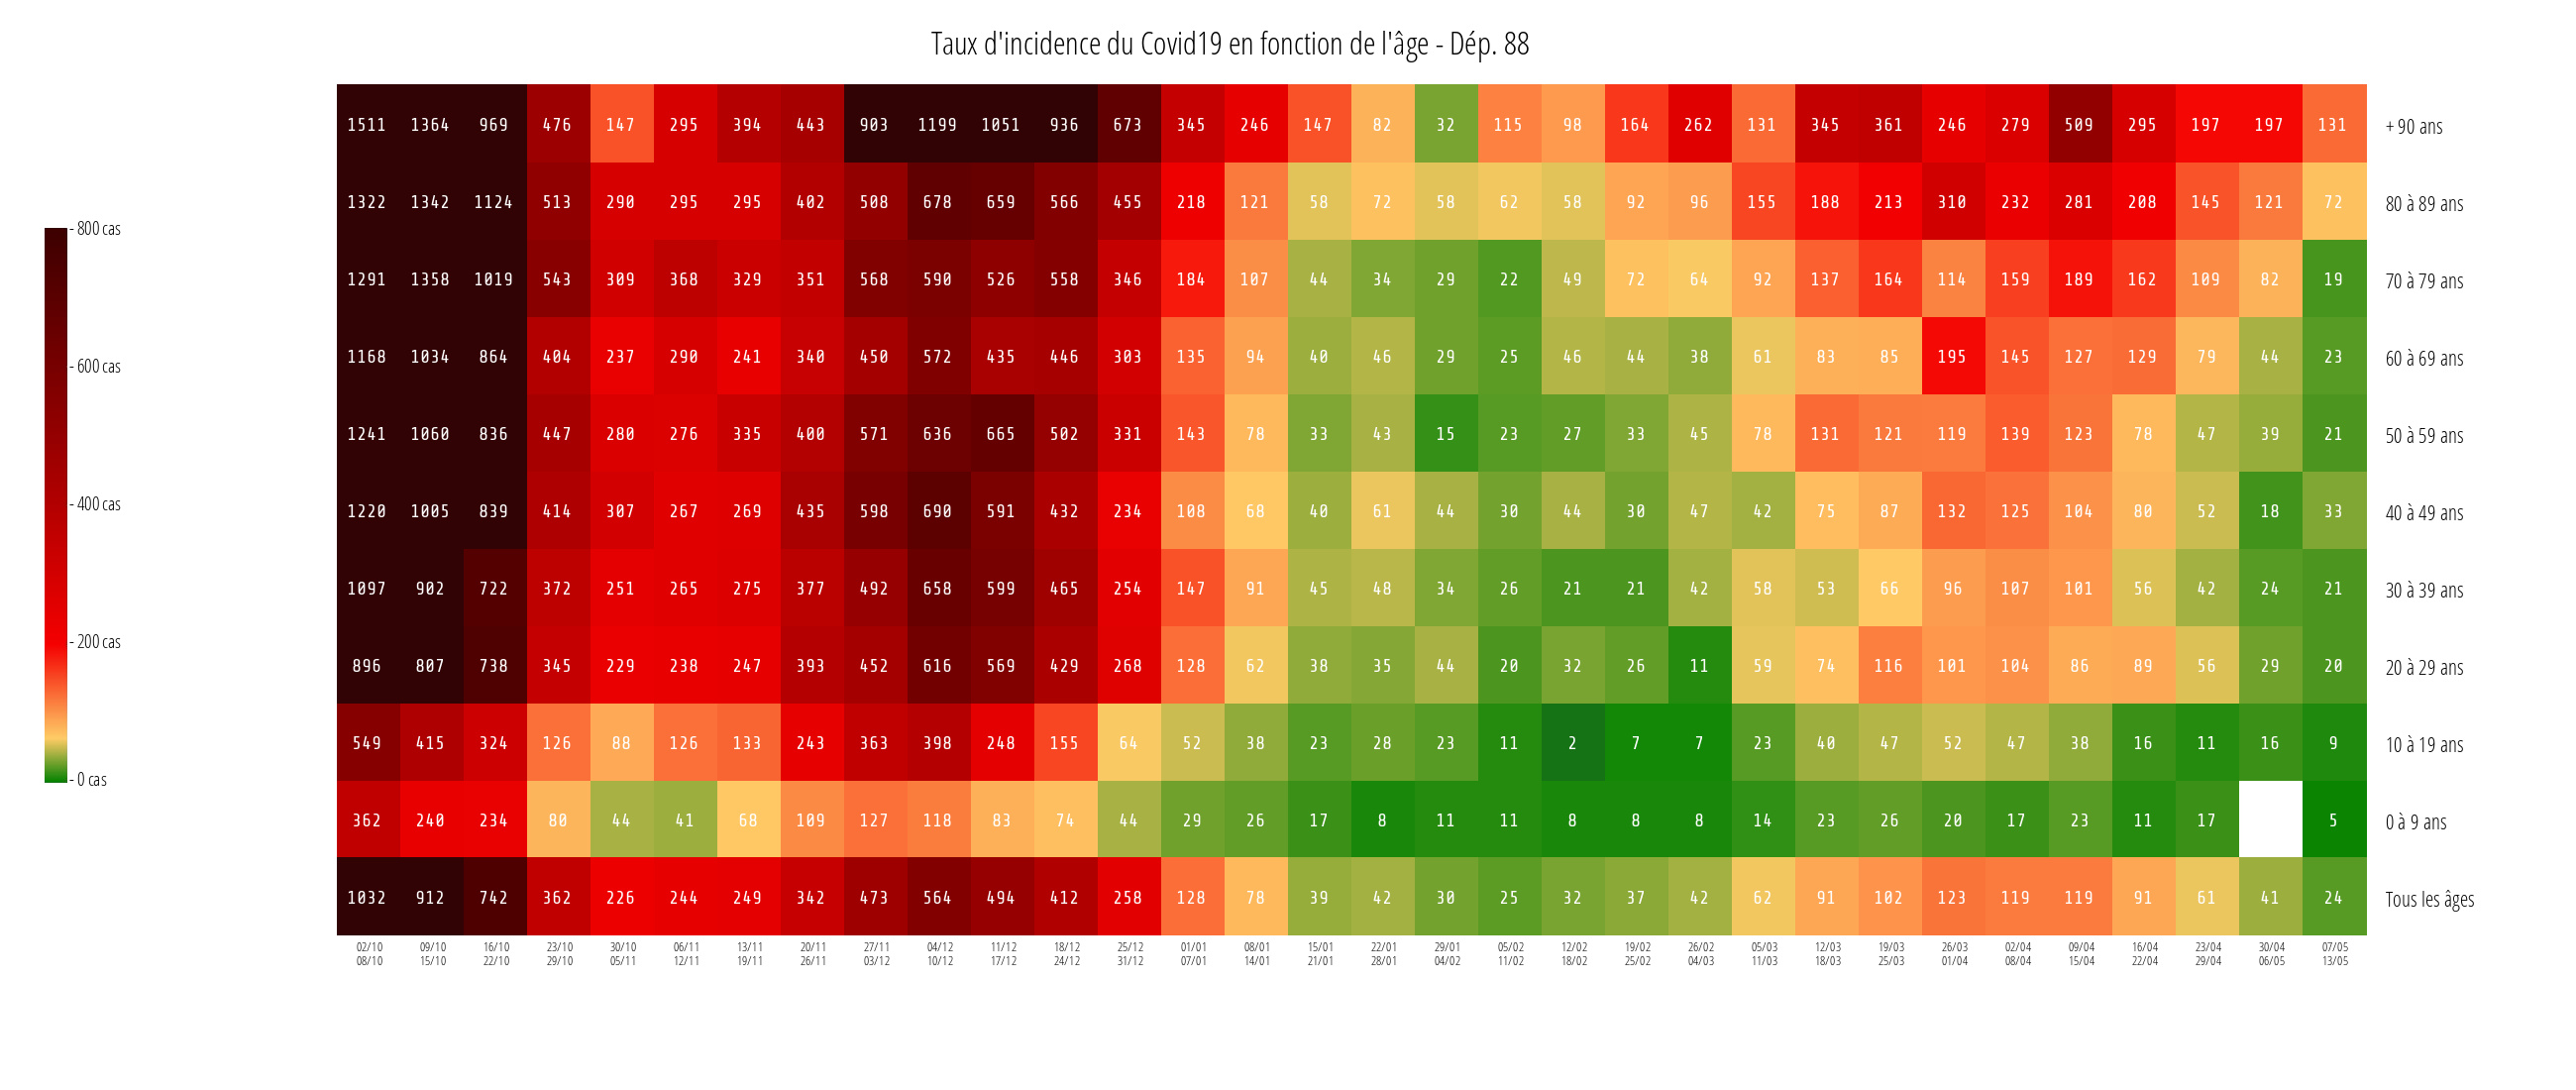 Taux d'incidence du Covid19 en fonction de l'âge - Dép. 88
- 800 cas
- 600 cas
- 400 cas
- 200 cas
- 0 cas
1511 1364 969 476 147 295 394 443 903 1199 1051 936 673 345 246 147 82 32 115 98 164 262 131 345 361 246 279 509 295 197 197 131 + 90 ans
1322 1342 1124 513 290 295 295 402 508 678 659 566 455 218 121 58 72 58 62 58 92 96 155 188 213 310 232 281 208 145 121 72 80 à 89 ans
1291 1358 1019 543 309 368 329 351 568 590 526 558 346 184 107 44 34 29 22 49 72 64 92 137 164 114 159 189 162 109 82 19 70 à 79 ans
1168 1034 864 404 237 290 241 340 450 572 435 446 303 135 94 40 46 29 25 46 44 38 61 83 85 195 145 127 129 79 44 23 60 à 69 ans
1241 1060 836 447 280 276 335 400 571 636 665 502 331 143 78 33 43 15 23 27 33 45 78 131 121 119 139 123 78 47 39 21 50 à 59 ans
1220 1005 839 414 307 267 269 435 598 690 591 432 234 108 68 40 61 44 30 44 30 47 42 75 87 132 125 104 80 52 18 33 40 à 49 ans
1097 902 722 372 251 265 275 377 492 658 599 465 254 147 91 45 48 34 26 21 21 42 58 53 66 96 107 101 56 42 24 21 30 à 39 ans
896 807 738 345 229 238 247 393 452 616 569 429 268 128 62 38 35 44 20 32 26 11 59 74 116 101 104 86 89 56 29 20 20 à 29 ans
549 415 324 126 88 126 133 243 363 398 248 155 64 52 38 23 28 23 11 2 7 7 23 40 47 52 47 38 16 11 16 9 10 à 19 ans
362 240 234 80 44 41 68 109 127 118 83 74 44 29 26 17 8 11 11 8 8 8 14 23 26 20 17 23 11 17 5 0 à 9 ans
1032 912 742 362 226 244 249 342 473 564 494 412 258 128 78 39 42 30 25 32 37 42 62 91 102 123 119 119 91 61 41 24 Tous les âges
02/10 09/10 16/10 23/10 30/10 06/11 13/11 20/11 27/11 04/12 11/12 18/12 25/12 01/01 08/01 15/01 22/01 29/01 05/02 12/02 19/02 26/02 05/03 12/03 19/03 26/03 02/04 09/04 16/04 23/04 30/04 07/05
08/10 15/10 22/10 29/10 05/11 12/11 19/11 26/11 03/12 10/12 17/12 24/12 31/12 07/01 14/01 21/01 28/01 04/02 11/02 18/02 25/02 04/03 11/03 18/03 25/03 01/04 08/04 15/04 22/04 29/04 06/05 13/05